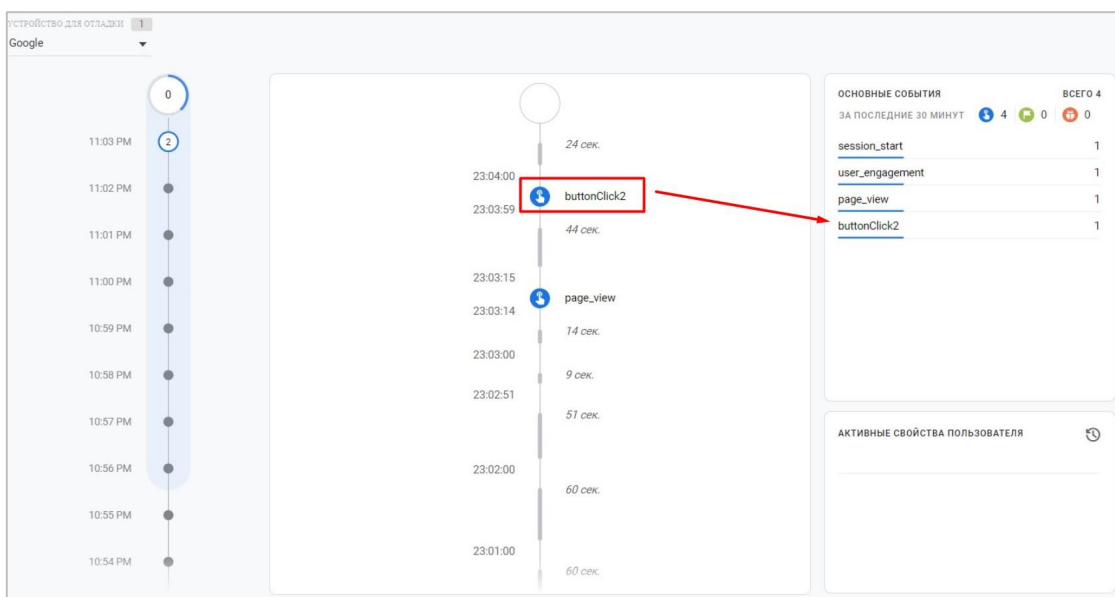 УСТРОЙСТВО ДЛЯ ОТЛАДКИ 1
Google
0
11:03 PM 2
11:02 PM
11:01 PM
11:00 PM
10:59 PM
10:58 PM
10:57 PM
10:56 PM
10:55 PM
10:54 PM
24 сек.
23:04:00
buttonClick2
23:03:59
44 сек.
23:03:15
page_view
23:03:14
14 сек.
23:03:00
9 сек.
23:02:51
51 сек.
23:02:00
60 сек.
23:01:00
60 сек.
ОСНОВНЫЕ СОБЫТИЯ ВСЕГО 4
ЗА ПОСЛЕДНИЕ 30 МИНУТ 4 0 0
session_start 1
user_engagement 1
page_view 1
buttonClick2 1
АКТИВНЫЕ СВОЙСТВА ПОЛЬЗОВАТЕЛЯ